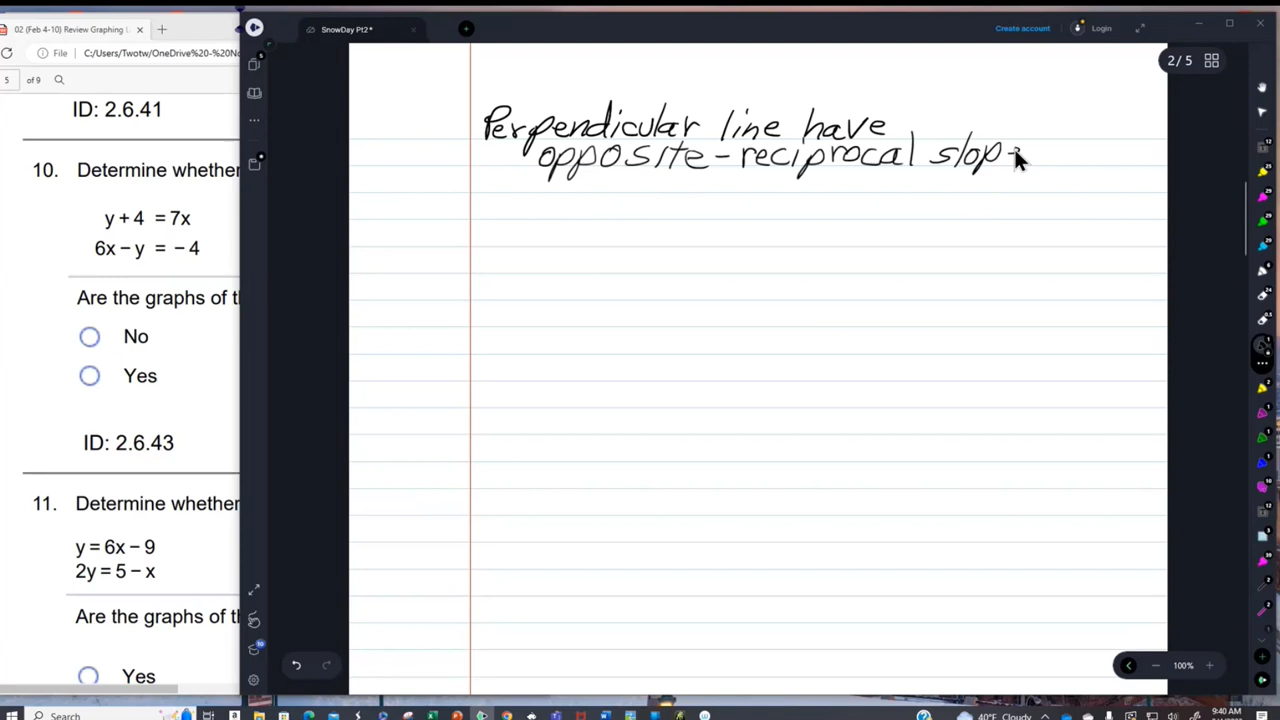 02 (Feb 4-10) Review Graphing L
SnowDay Pt2*
Create account
Login
File
C:/Users/Twotw/OneDrive%20-%20No
5 of 9
2 / 5
ID: 2.6.41
10. Determine whether
y + 4 = 7x
6x − y = − 4
Are the graphs of t
No
Yes
ID: 2.6.43
11. Determine whether
y = 6x − 9
2y = 5 − x
Are the graphs of t
Yes
Perpendicular line have
opposite-reciprocal slop
100%
Search
40°F Cloudy
9:40 AM